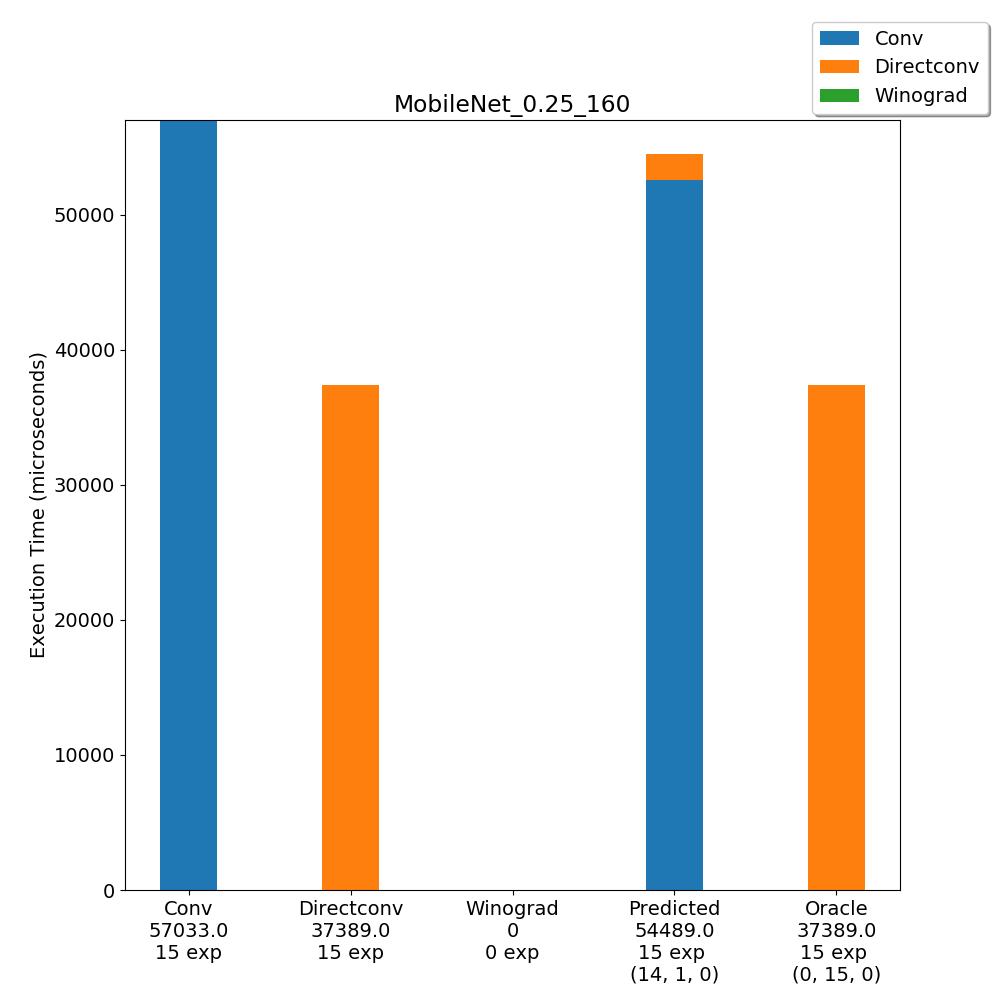 Conv
Directconv
Winograd
MobileNet_0.25_160
Execution Time (microseconds)
50000
40000
30000
20000
10000
0
Conv
57033.0
15 exp
Directconv
37389.0
15 exp
Winograd
0
0 exp
Predicted
54489.0
15 exp
(14, 1, 0)
Oracle
37389.0
15 exp
(0, 15, 0)